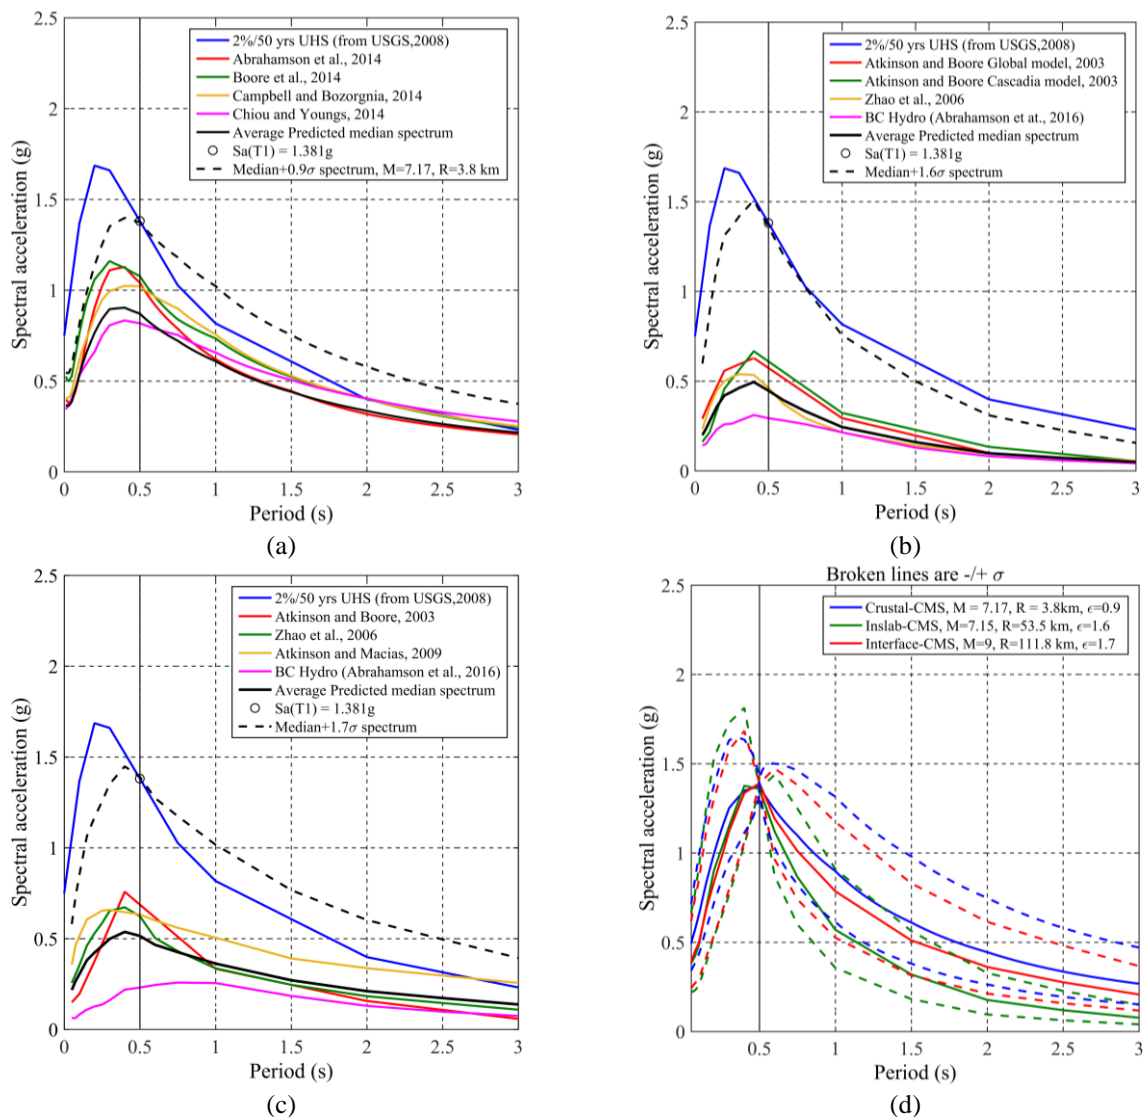 2.5
2
1.5
1
0.5
0
Spectral acceleration (g)
2%/50 yrs UHS (from USGS,2008)
Abrahamson et al., 2014
Boore et al., 2014
Campbell and Bozorgnia, 2014
Chiou and Youngs, 2014
Average Predicted median spectrum
Sa(T1) = 1.381g
Median+0.9σ spectrum, M=7.17, R=3.8 km
0 0.5 1 1.5 2 2.5 3
Period (s)
(a)
2.5
2
1.5
1
0.5
0
Spectral acceleration (g)
2%/50 yrs UHS (from USGS,2008)
Atkinson and Boore Global model, 2003
Atkinson and Boore Cascadia model, 2003
Zhao et al., 2006
BC Hydro (Abrahamson et at., 2016)
Average Predicted median spectrum
Sa(T1) = 1.381g
Median+1.6σ spectrum
0 0.5 1 1.5 2 2.5 3
Period (s)
(b)
2.5
2
1.5
1
0.5
0
Spectral acceleration (g)
2%/50 yrs UHS (from USGS,2008)
Atkinson and Boore, 2003
Zhao et al., 2006
Atkinson and Macias, 2009
BC Hydro (Abrahamson et al., 2016)
Average Predicted median spectrum
Sa(T1) = 1.381g
Median+1.7σ spectrum
0 0.5 1 1.5 2 2.5 3
Period (s)
(c)
Broken lines are -/+ σ
2.5
2
1.5
1
0.5
0
Spectral acceleration (g)
Crustal-CMS, M = 7.17, R = 3.8km, ϵ=0.9
Inslab-CMS, M=7.15, R=53.5 km, ϵ=1.6
Interface-CMS, M=9, R=111.8 km, ϵ=1.7
0.5 1 1.5 2 2.5 3
Period (s)
(d)